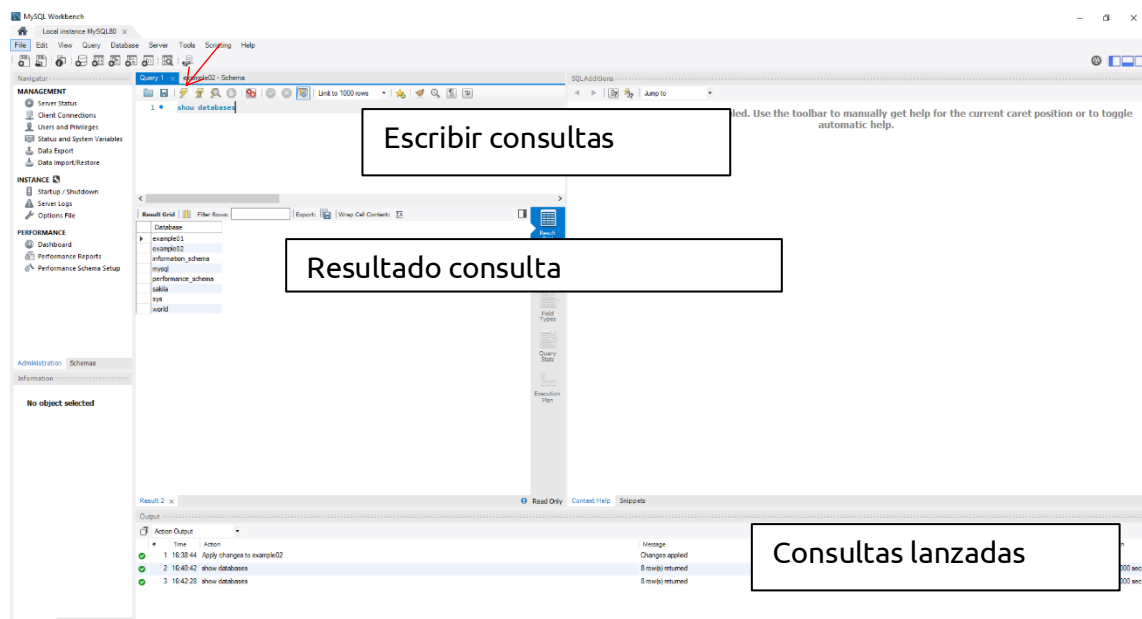 MySQL Workbench
Local instance MySQL80
File Edit View Query Database Server Tools Scripting Help
Navigator
MANAGEMENT
Server Status
Client Connections
Users and Privileges
Status and System Variables
Data Export
Data Import/Restore
INSTANCE
Startup / Shutdown
Server Logs
Options File
PERFORMANCE
Dashboard
Performance Reports
Performance Schema Setup
Administration Schemas
Information
No object selected
Query 1 example02 - Schema
Limit to 1000 rows
1 show databases
Escribir consultas
Result Grid Filter Rows: Export: Wrap Cell Content:
Database
example01
example02
information_schema
mysql
performance_schema
sakila
sys
world
Resultado consulta
Result
Field
Types
Query
Stats
Execution
Plan
Result 2 Read Only
SQLAdditions
Jump to
Use the toolbar to manually get help for the current caret position or to toggle
automatic help.
Context Help Snippets
Output
Action Output
# Time Action Message
1 16:38:44 Apply changes to example02 Changes applied
2 16:40:42 show databases 8 row(s) returned
3 16:42:28 show databases 8 row(s) returned
Consultas lanzadas